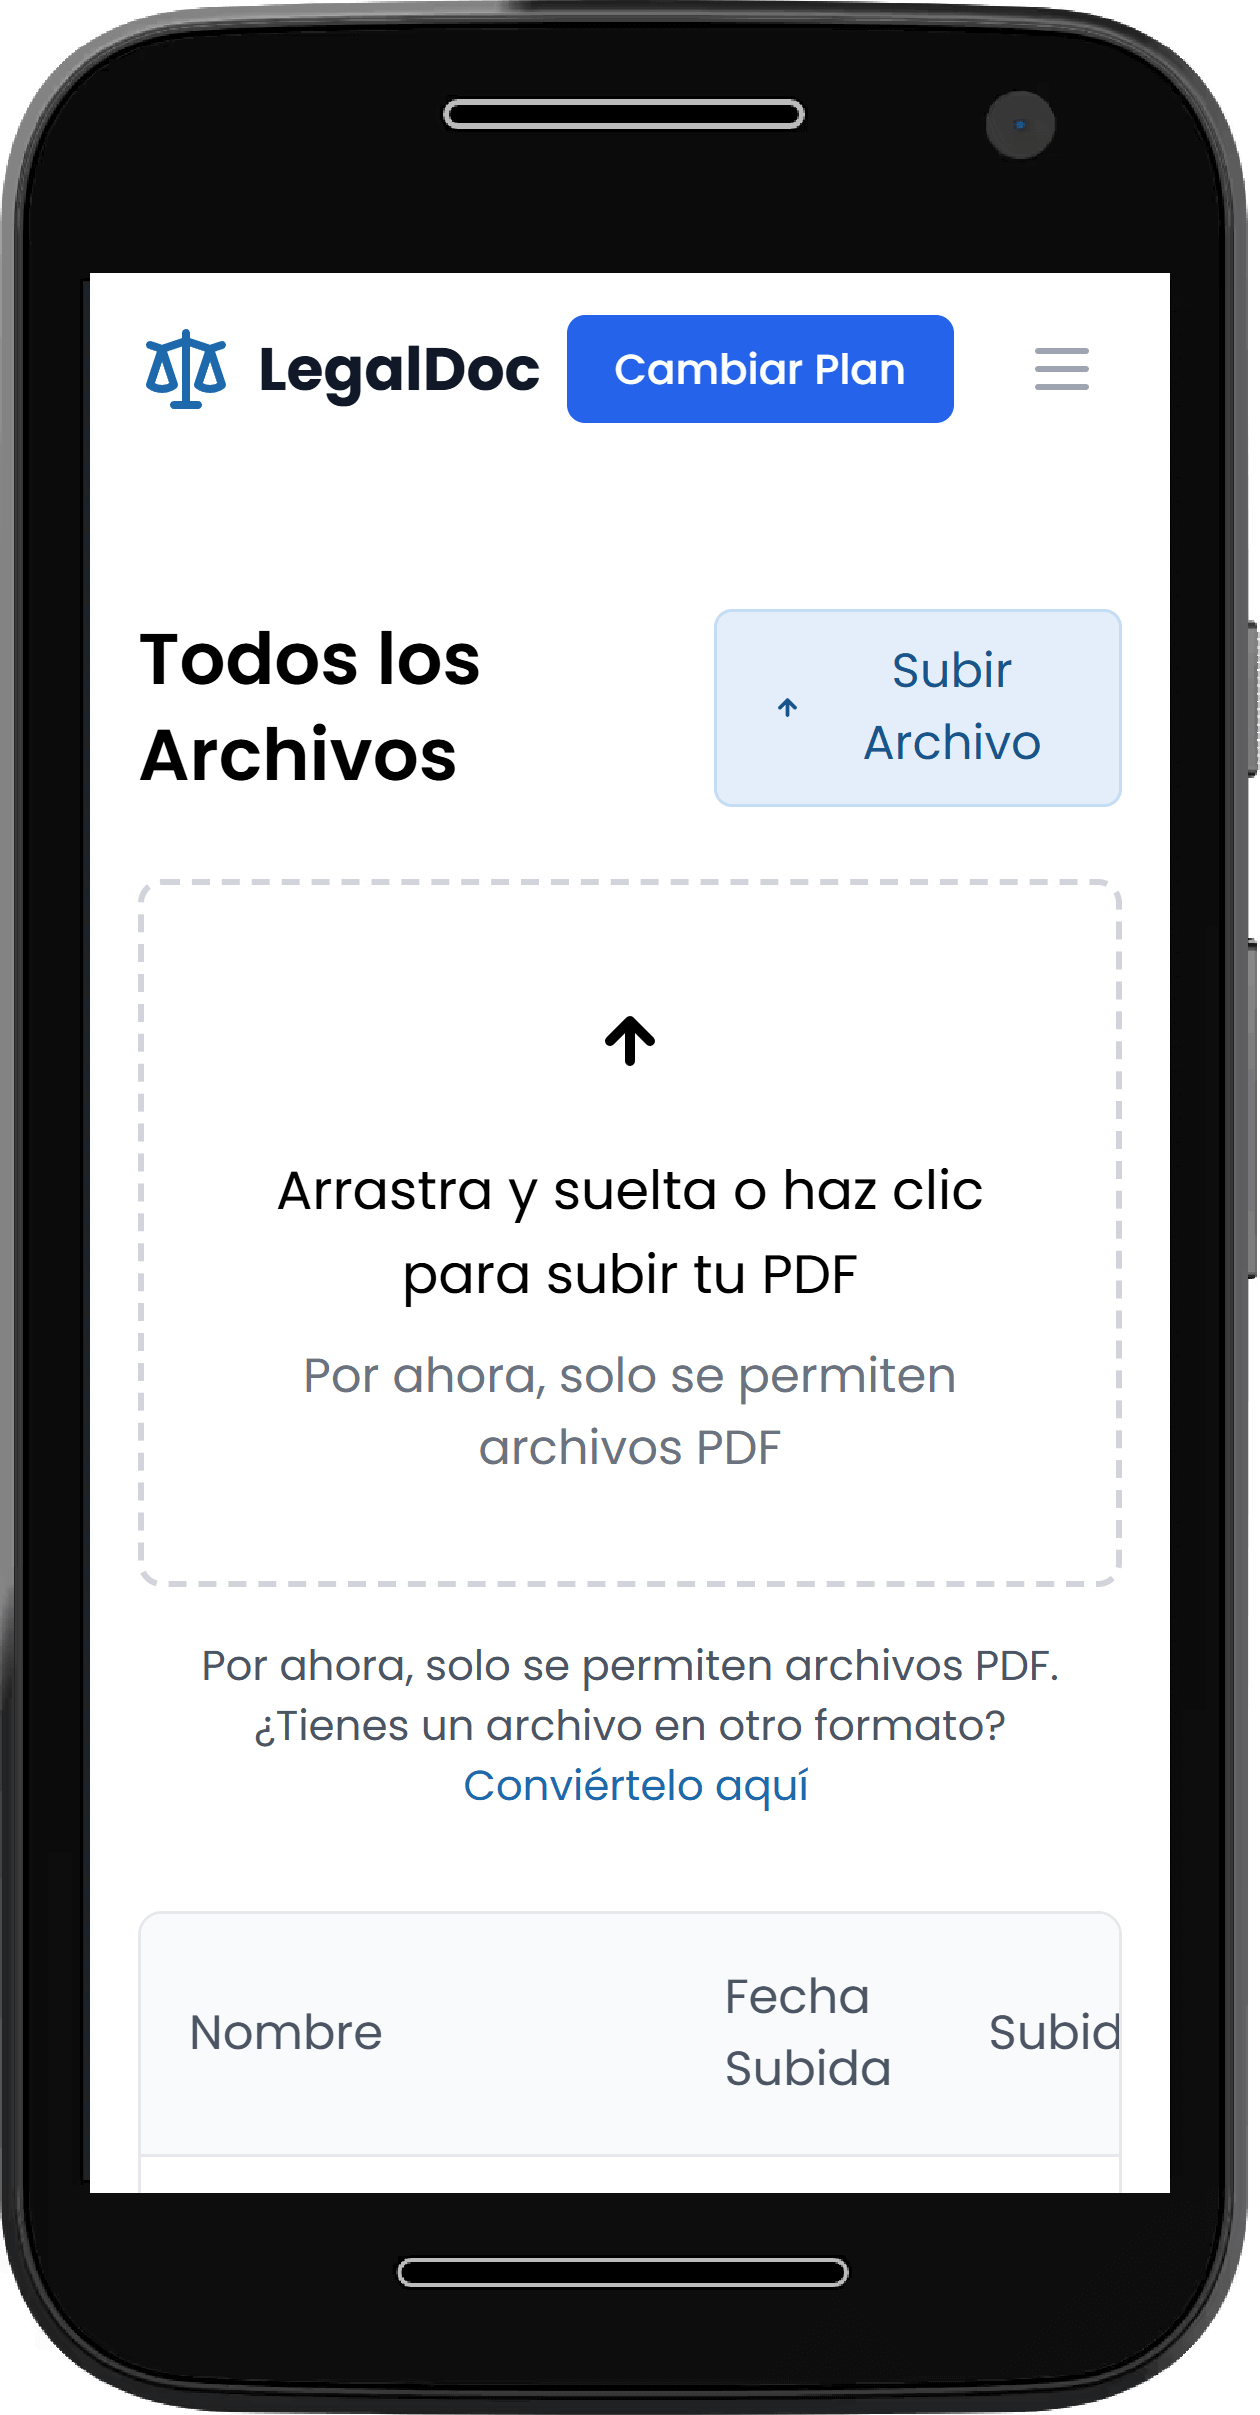 LegalDoc
Cambiar Plan
Todos los
Archivos
Subir
Archivo
Arrastra y suelta o haz clic
para subir tu PDF
Por ahora, solo se permiten
archivos PDF
Por ahora, solo se permiten archivos PDF.
¿Tienes un archivo en otro formato?
Conviértelo aquí
Nombre
Fecha
Subida
Subid